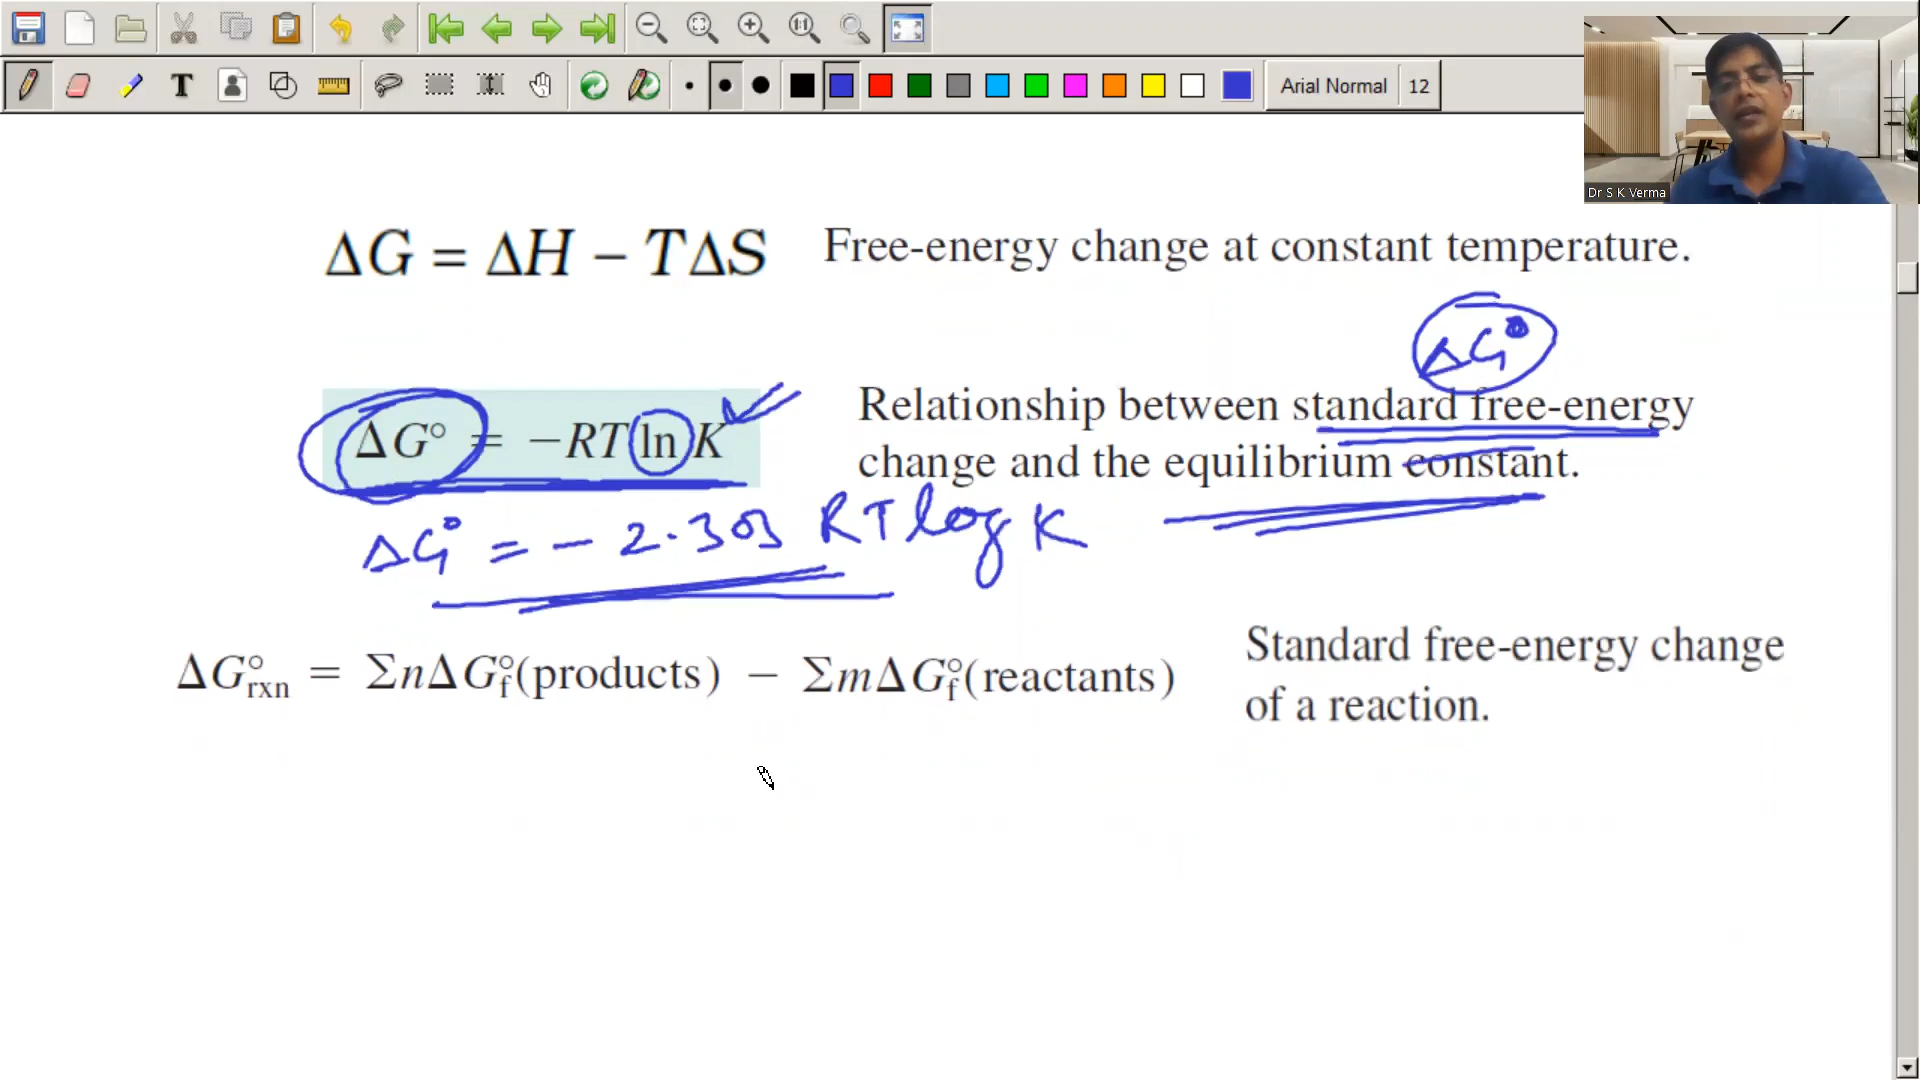 T
1:1
Arial Normal 12
Dr S K Verma
ΔG = ΔH − TΔS Free-energy change at constant temperature.
ΔG°
ΔG° = −RT ln K Relationship between standard free-energy
change and the equilibrium constant.
ΔG° = − 2.303 RT log K
ΔG°rxn = ΣnΔG°f(products) − ΣmΔG°f(reactants) Standard free-energy change
of a reaction.